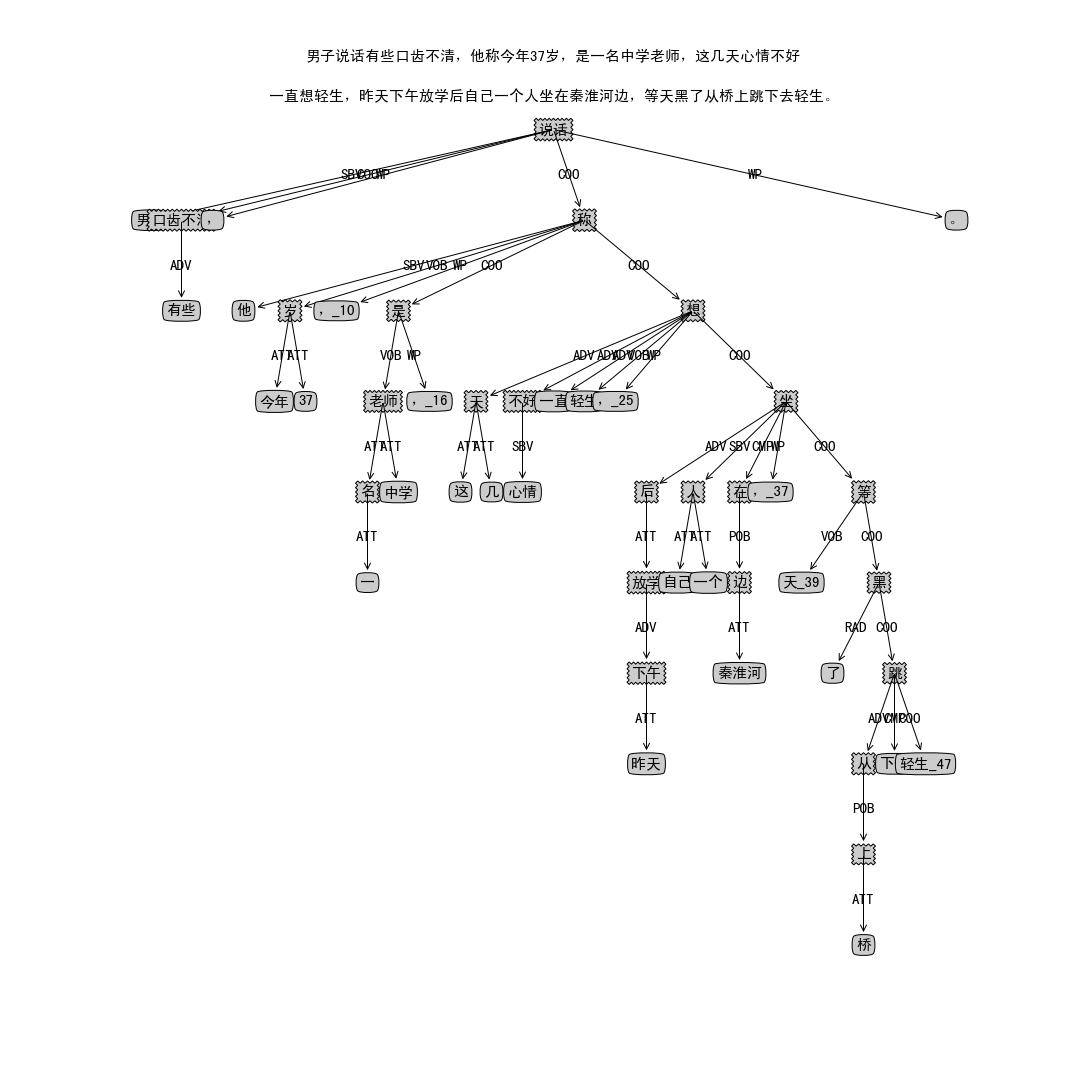 男子说话有些口齿不清，他称今年37岁，是一名中学老师，这几天心情不好
一直想轻生，昨天下午放学后自己一个人坐在秦淮河边，等天黑了从桥上跳下去轻生。
说话
SBV COO WP COO WP
男 口齿不 ， 称 。
ADV SBV VOB WP COO COO
有些 他 岁 ，_10 是 想
ATT ATT VOB WP ADV ADV ADV VOB WP COO
今年 37 老师 ，_16 天 不好 一直 轻生 ，_25 坐
ATT ATT ATT ATT SBV ADV SBV CMP WP COO
名 中学 这 几 心情 后 人 在 ，_37 等
ATT ATT ATT ATT POB VOB COO
一 放学 自己 一个 边 天_39 黑
ADV ATT RAD COO
下午 秦淮河 了 跳
ATT ADV CMP COO
昨天 从 下 轻生_47
POB
上
ATT
桥